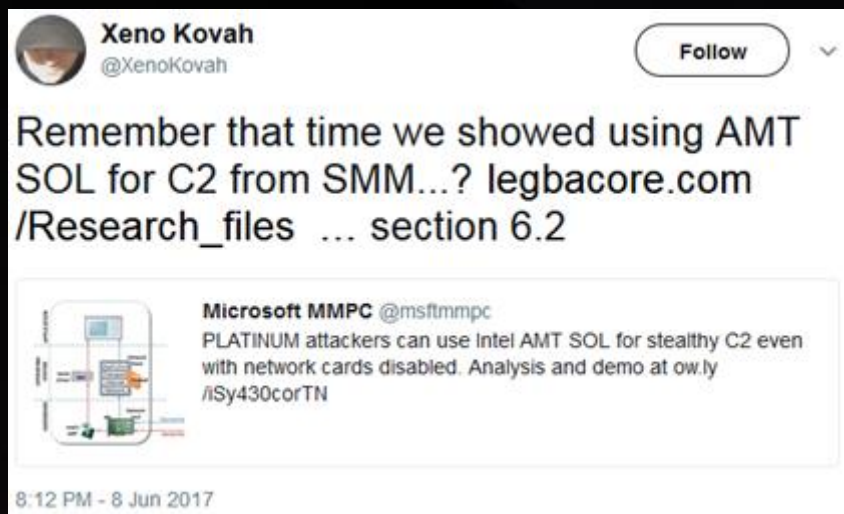 Xeno Kovah
@XenoKovah
Follow
Remember that time we showed using AMT
SOL for C2 from SMM...? legbacore.com
/Research_files ... section 6.2
Microsoft MMPC @msftmmpc
PLATINUM attackers can use Intel AMT SOL for stealthy C2 even
with network cards disabled. Analysis and demo at ow.ly
/iSy430corTN
8:12 PM - 8 Jun 2017